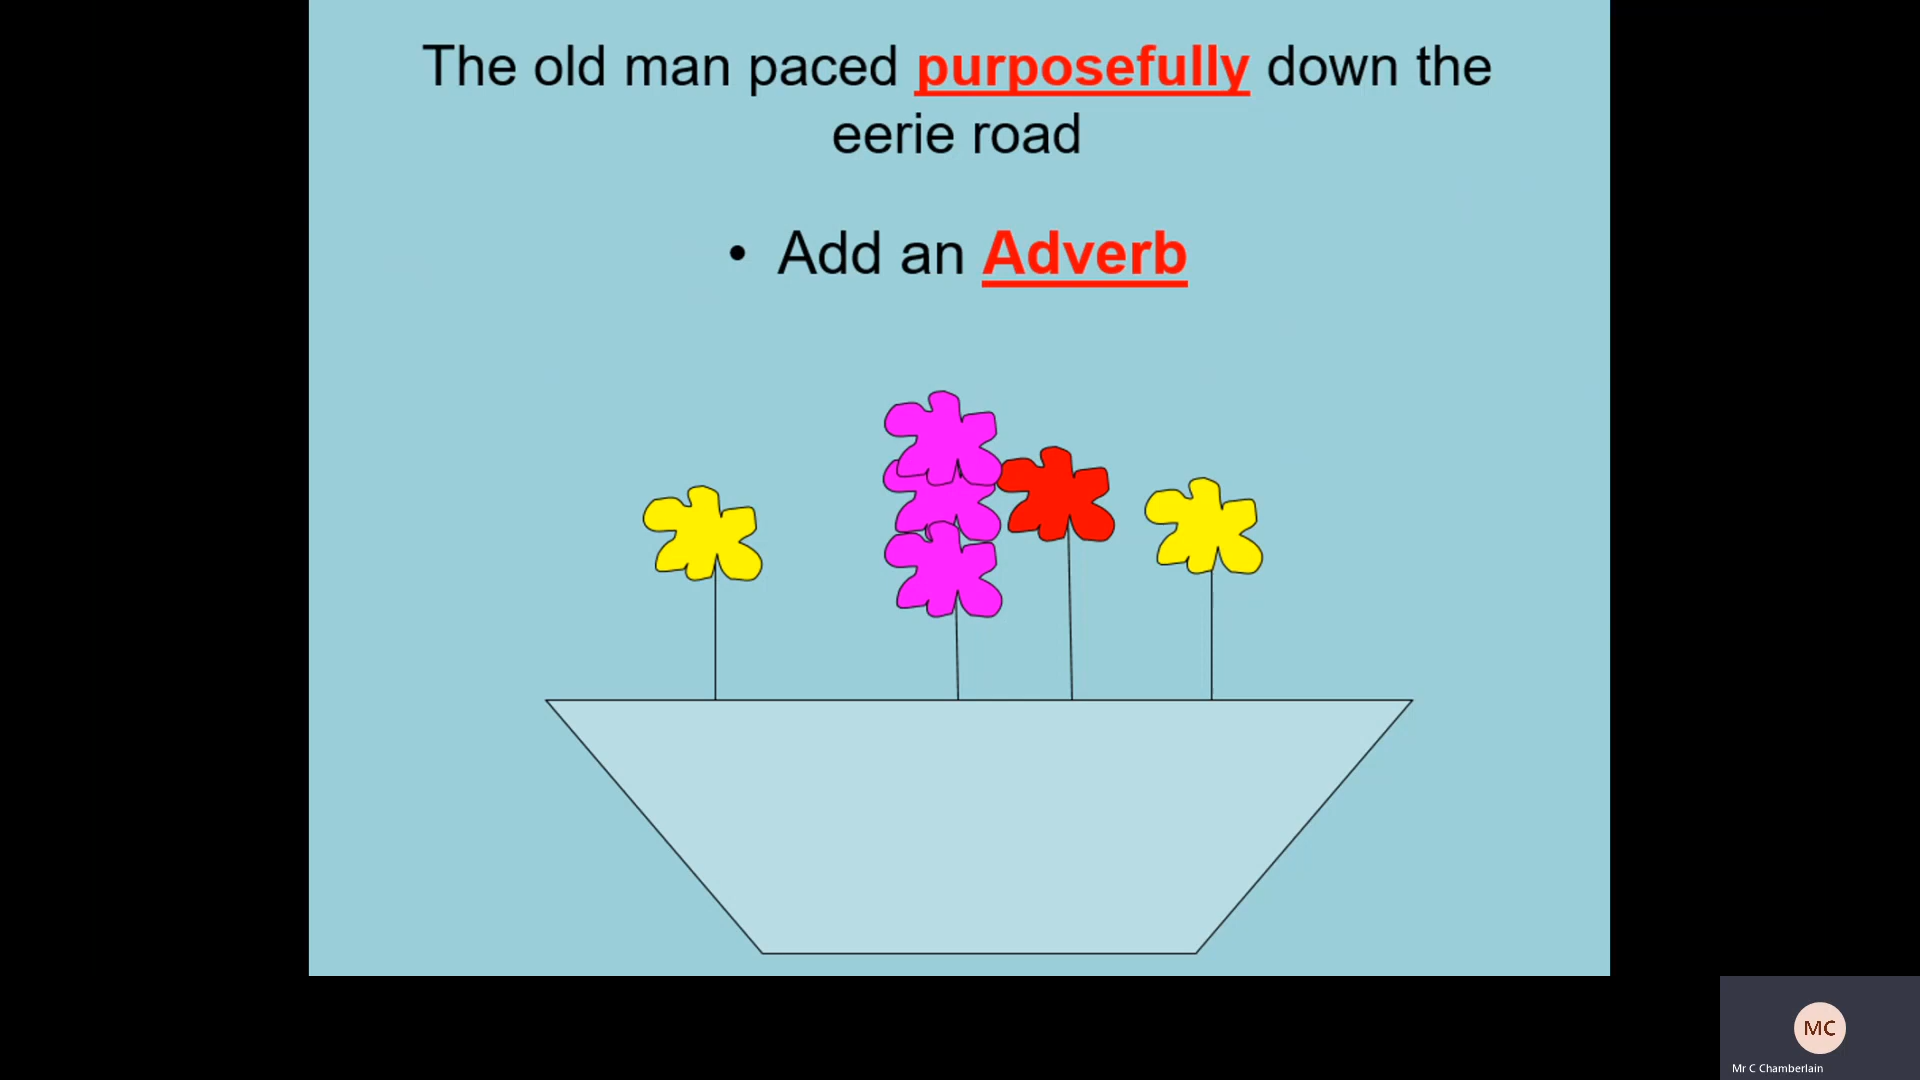 The old man paced purposefully down the
eerie road
• Add an Adverb
MC
Mr C Chamberlain